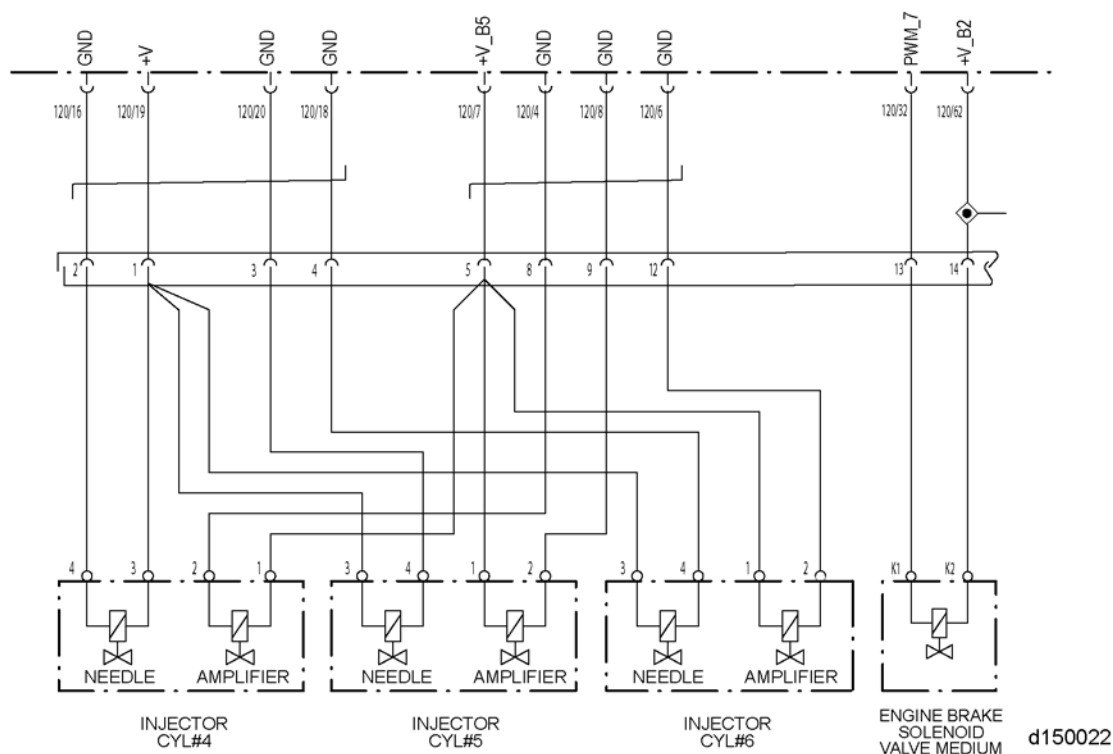 GND +V GND GND +V_B5 GND GND GND PWM_7 +V_B2
120/16 120/19 120/20 120/18 120/7 120/4 120/8 120/6 120/32 120/62
2 1 3 4 5 8 9 12 13 14
4 3 2 1 3 4 1 2 3 4 1 2 K1 K2
NEEDLE AMPLIFIER NEEDLE AMPLIFIER NEEDLE AMPLIFIER
INJECTOR
CYL#4
INJECTOR
CYL#5
INJECTOR
CYL#6
ENGINE BRAKE
SOLENOID
VALVE MEDIUM
d150022